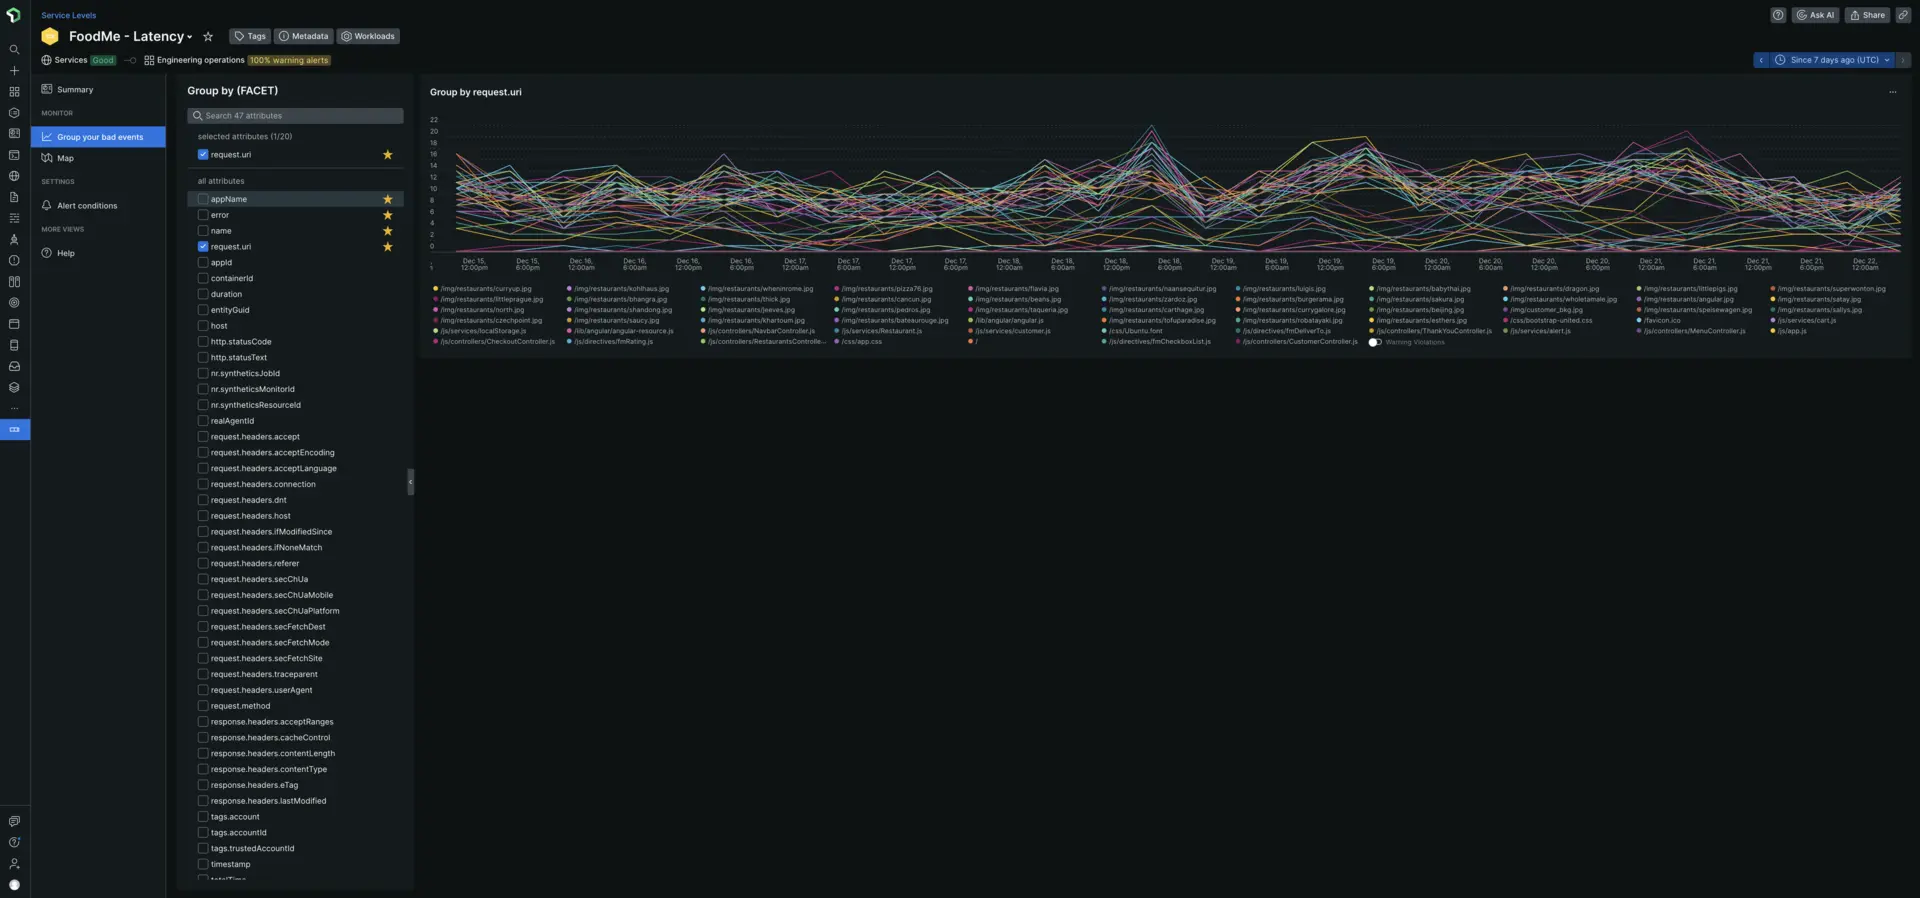 Service Levels
Ask AI
Share
FoodMe - Latency
Tags
Metadata
Workloads
Services Good
Engineering operations 100% warning alerts
Since 7 days ago (UTC)
Summary
MONITOR
Group your bad events
Map
SETTINGS
Alert conditions
MORE VIEWS
Help
Group by (FACET)
Search 47 attributes
selected attributes (1/20)
request.uri
all attributes
appName
error
name
request.uri
appId
containerId
duration
entityGuid
host
http.statusCode
http.statusText
nr.syntheticsJobId
nr.syntheticsMonitorId
nr.syntheticsResourceId
realAgentId
request.headers.accept
request.headers.acceptEncoding
request.headers.acceptLanguage
request.headers.connection
request.headers.dnt
request.headers.host
request.headers.ifModifiedSince
request.headers.ifNoneMatch
request.headers.referer
request.headers.secChUa
request.headers.secChUaMobile
request.headers.secChUaPlatform
request.headers.secFetchDest
request.headers.secFetchMode
request.headers.secFetchSite
request.headers.traceparent
request.headers.userAgent
request.method
response.headers.acceptRanges
response.headers.cacheControl
response.headers.contentLength
response.headers.contentType
response.headers.eTag
response.headers.lastModified
tags.account
tags.accountId
tags.trustedAccountId
timestamp
Group by request.uri
22
20
18
16
14
12
10
8
6
4
2
0
Dec 15, Dec 15, Dec 16, Dec 16, Dec 16, Dec 16, Dec 17, Dec 17, Dec 17, Dec 17, Dec 18, Dec 18, Dec 18, Dec 18, Dec 19, Dec 19, Dec 19, Dec 19, Dec 20, Dec 20, Dec 20, Dec 20, Dec 21, Dec 21, Dec 21, Dec 21, Dec 22,
12:00pm 6:00pm 12:00am 6:00am 12:00pm 6:00pm 12:00am 6:00am 12:00pm 6:00pm 12:00am 6:00am 12:00pm 6:00pm 12:00am 6:00am 12:00pm 6:00pm 12:00am 6:00am 12:00pm 6:00pm 12:00am 6:00am 12:00pm 6:00pm 12:00am
/img/restaurants/curryup.jpg /img/restaurants/kohlhaus.jpg /img/restaurants/wheninrome.jpg /img/restaurants/pizza76.jpg /img/restaurants/flavia.jpg /img/restaurants/naansequitur.jpg /img/restaurants/luigis.jpg /img/restaurants/babythai.jpg /img/restaurants/dragon.jpg /img/restaurants/littlepigs.jpg /img/restaurants/superwonton.jpg
/img/restaurants/littleprague.jpg /img/restaurants/bhangra.jpg /img/restaurants/thick.jpg /img/restaurants/cancun.jpg /img/restaurants/beans.jpg /img/restaurants/zardoz.jpg /img/restaurants/burgerama.jpg /img/restaurants/sakura.jpg /img/restaurants/wholetamale.jpg /img/restaurants/angular.jpg /img/restaurants/satay.jpg
/img/restaurants/north.jpg /img/restaurants/shandong.jpg /img/restaurants/jeeves.jpg /img/restaurants/pedros.jpg /img/restaurants/taqueria.jpg /img/restaurants/carthage.jpg /img/restaurants/currygalore.jpg /img/restaurants/beijing.jpg /img/customer_bkg.jpg /img/restaurants/speisewagen.jpg /img/restaurants/sallys.jpg
/img/restaurants/czechpoint.jpg /img/restaurants/saucy.jpg /img/restaurants/khartoum.jpg /img/restaurants/bateaurouge.jpg /lib/angular/angular.js /img/restaurants/tofuparadise.jpg /img/restaurants/robatayaki.jpg /img/restaurants/esthers.jpg /css/bootstrap-united.css /favicon.ico /js/services/cart.js
/js/services/localStorage.js /lib/angular/angular-resource.js /js/controllers/NavbarController.js /js/services/Restaurant.js /js/services/customer.js /css/Ubuntu.font /js/directives/fmDeliverTo.js /js/controllers/ThankYouController.js /js/services/alert.js /js/controllers/MenuController.js /js/app.js
/js/controllers/CheckoutController.js /js/directives/fmRating.js /js/controllers/RestaurantsControlle... /css/app.css / /js/directives/fmCheckboxList.js /js/controllers/CustomerController.js Warning Violations